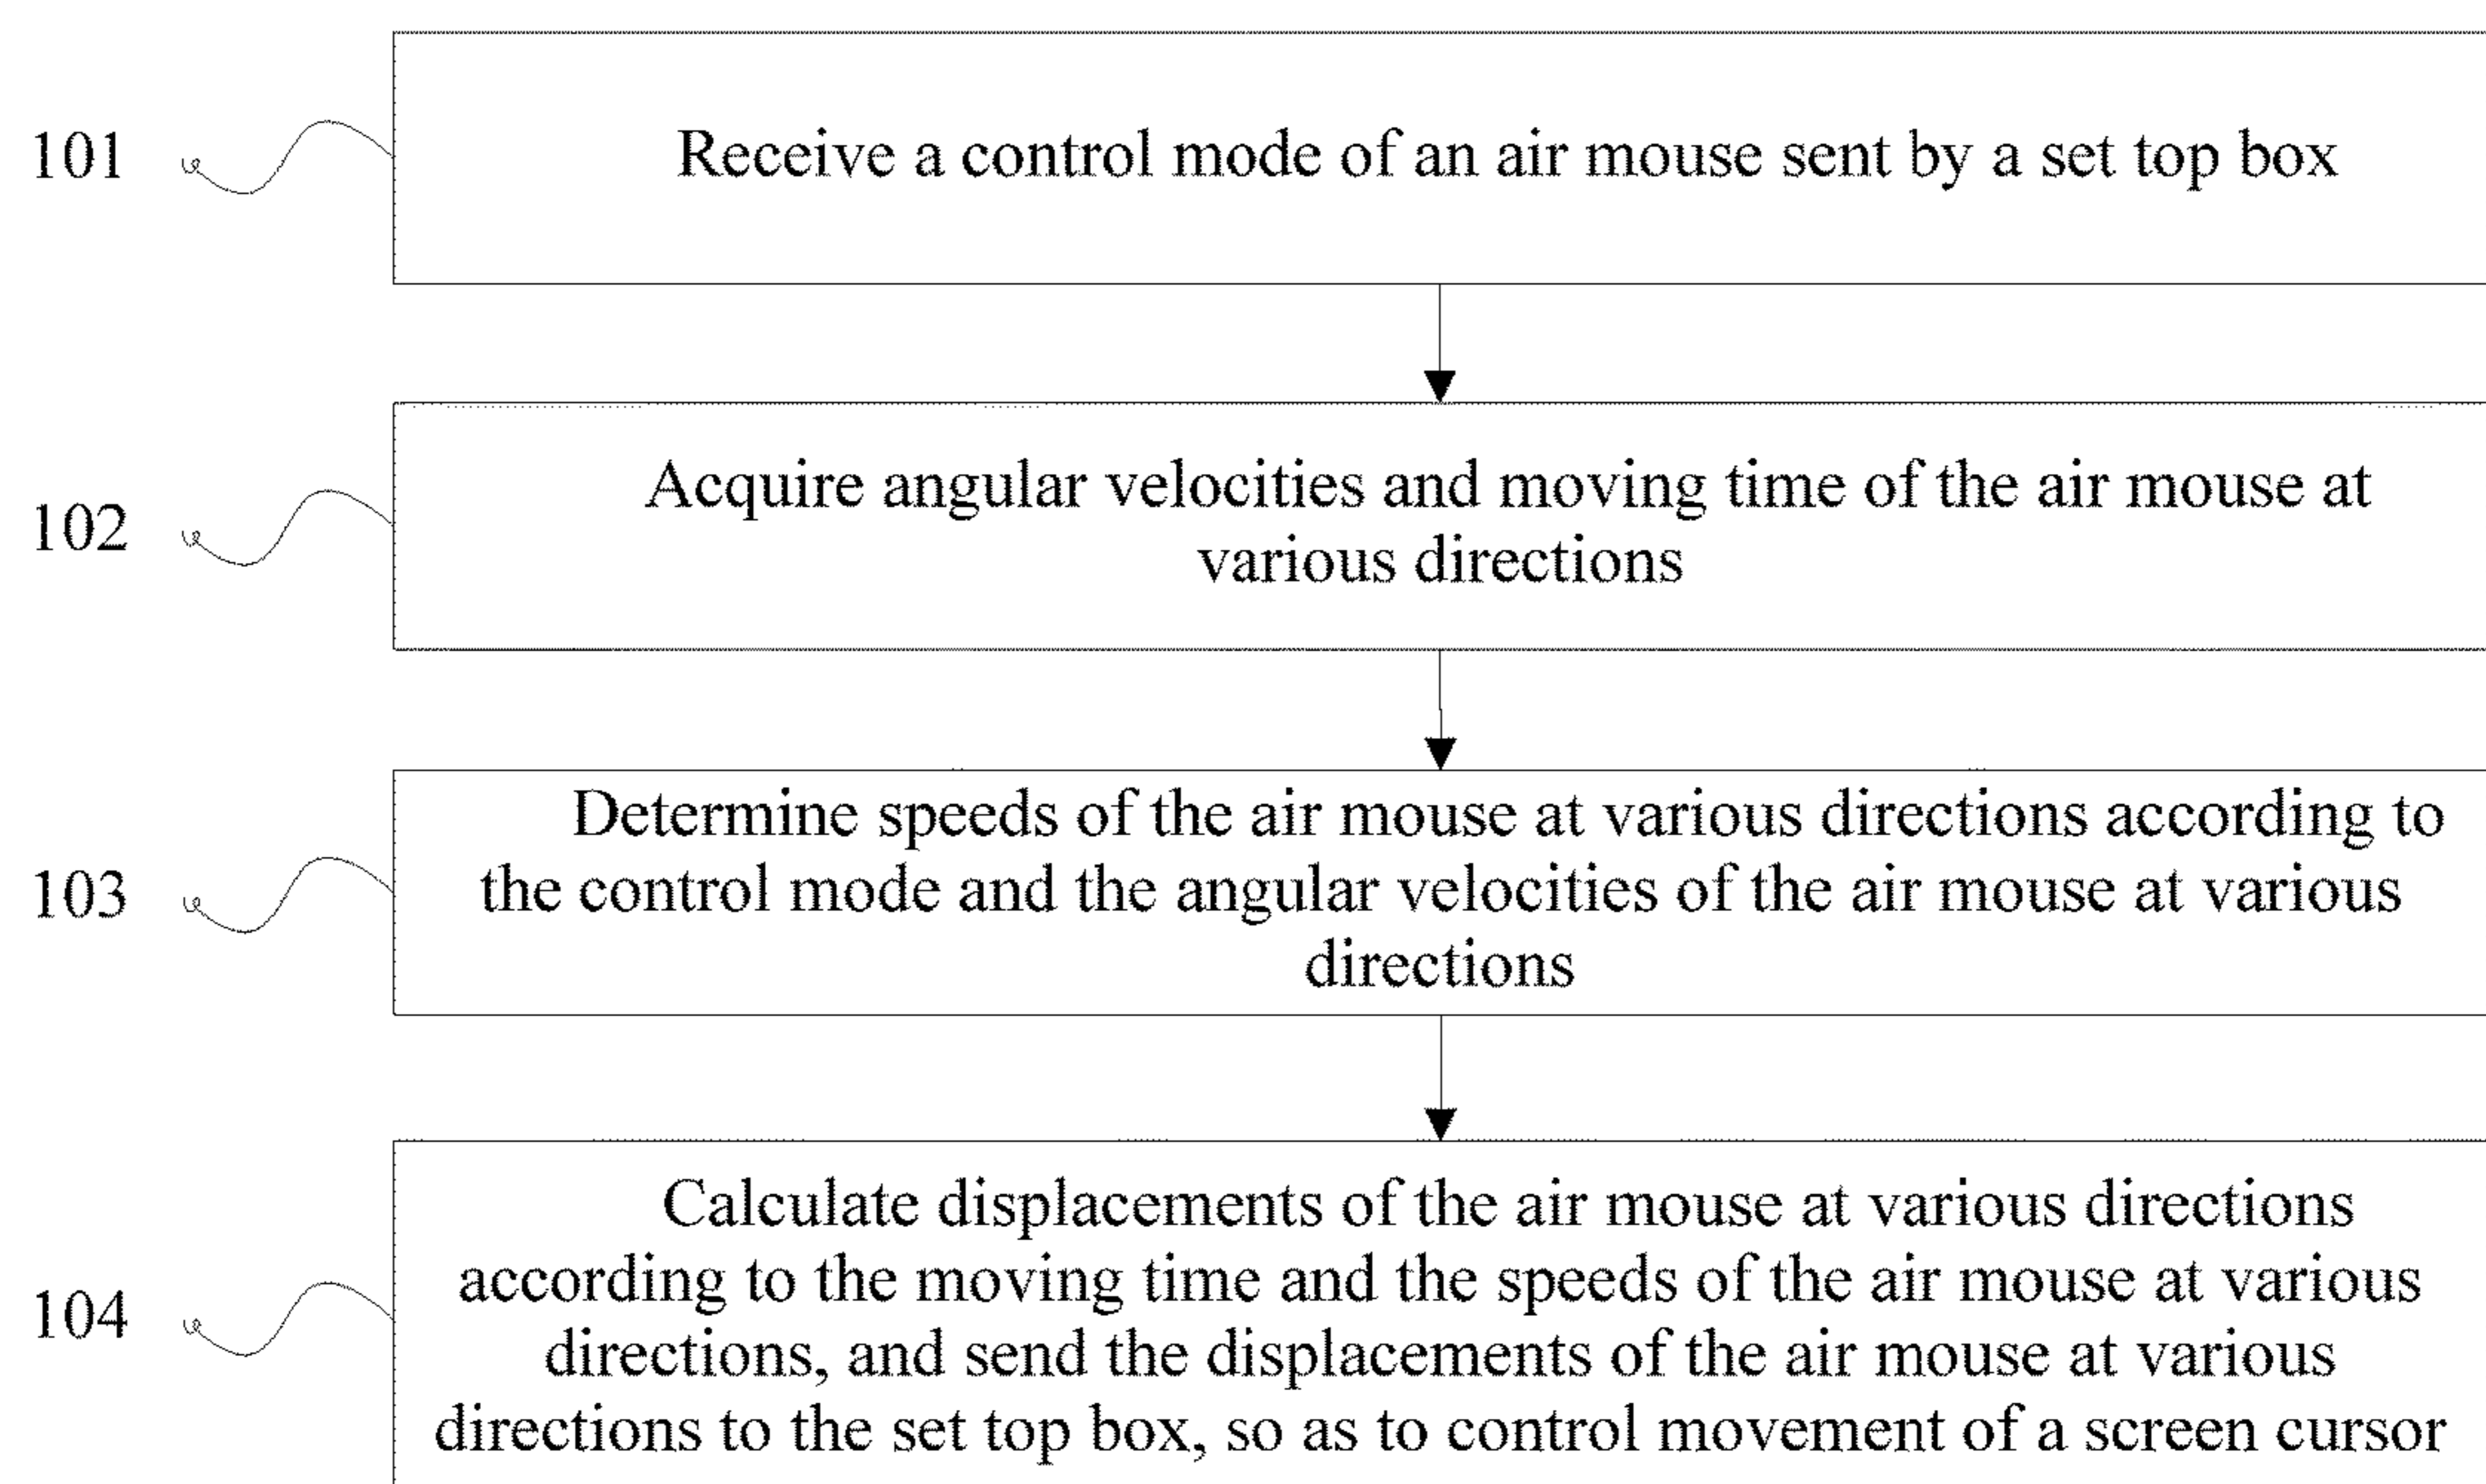 101
Receive a control mode of an air mouse sent by a set top box
102
Acquire angular velocities and moving time of the air mouse at
various directions
103
Determine speeds of the air mouse at various directions according to
the control mode and the angular velocities of the air mouse at various
directions
104
Calculate displacements of the air mouse at various directions
according to the moving time and the speeds of the air mouse at various
directions, and send the displacements of the air mouse at various
directions to the set top box, so as to control movement of a screen cursor